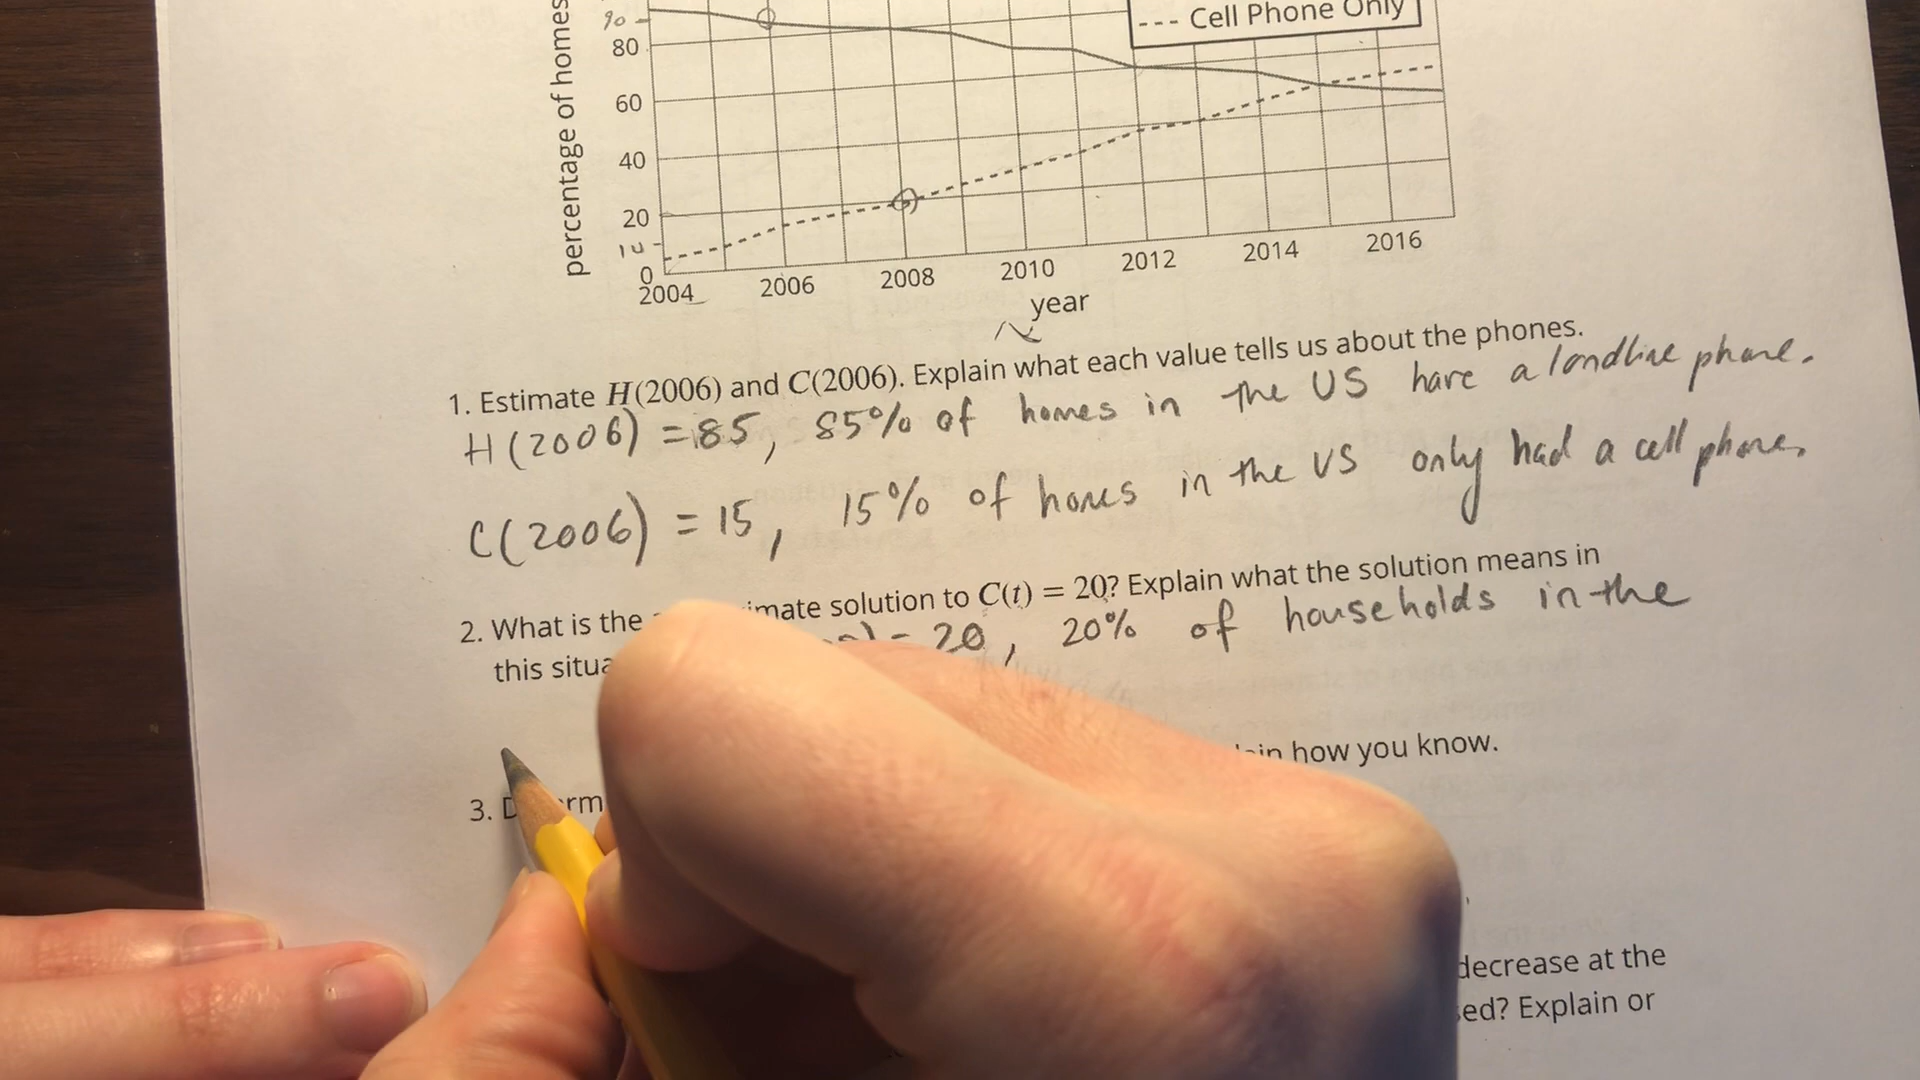 --- Cell Phone Only
percentage of homes
90
80
60
40
20
10
0
2004 2006 2008 2010 2012 2014 2016
year
1. Estimate H(2006) and C(2006). Explain what each value tells us about the phones.
H(2006) = 85, 85% of homes in the US have a landline phone.
C(2006) = 15, 15% of homes in the US only had a cell phone.
2. What is the imate solution to C(t) = 20? Explain what the solution means in
this situa = 20, 20% of households in the
in how you know.
3. D rm
decrease at the
sed? Explain or